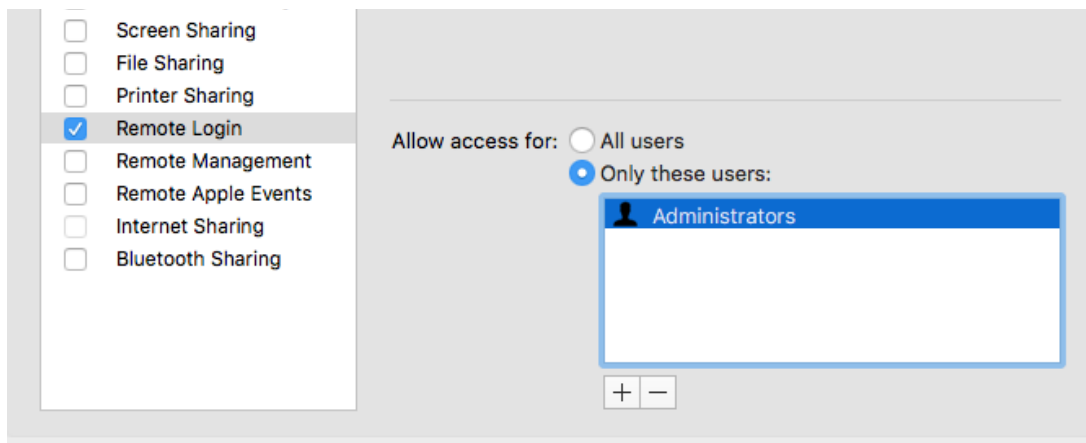 Screen Sharing
File Sharing
Printer Sharing
Remote Login
Remote Management
Remote Apple Events
Internet Sharing
Bluetooth Sharing
Allow access for: All users
Only these users:
Administrators
+ −